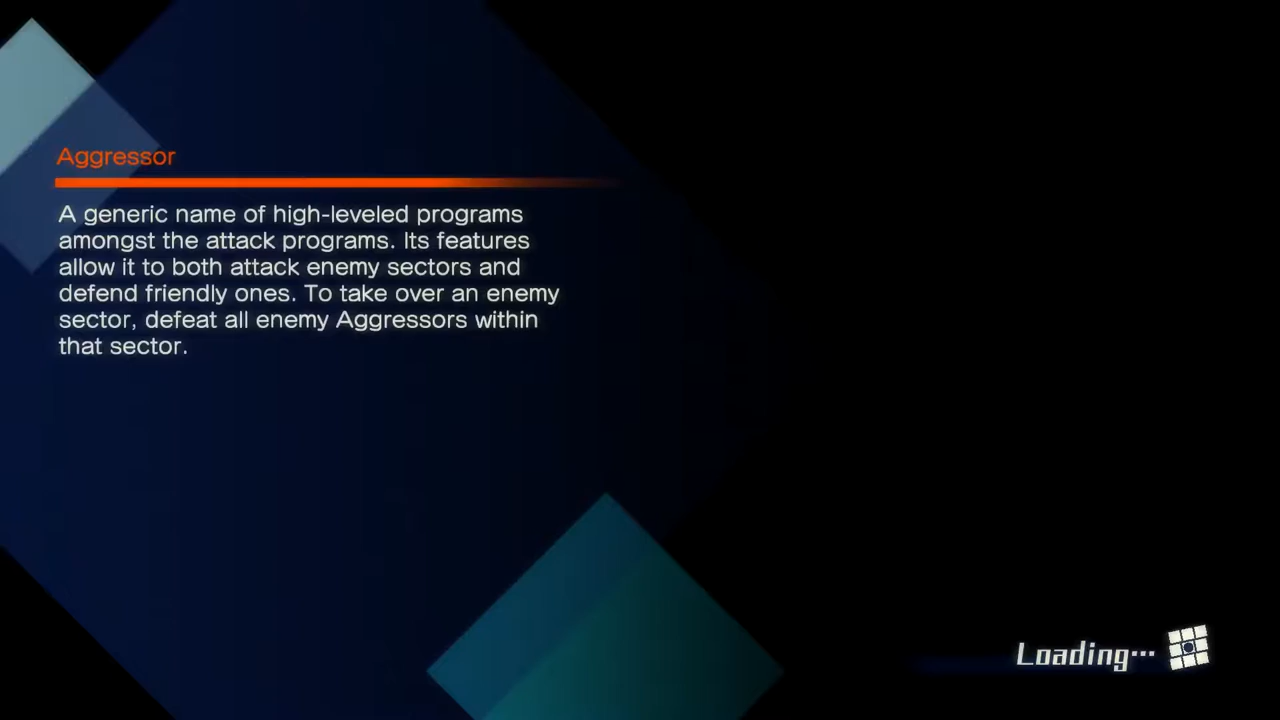 Aggressor
A generic name of high-leveled programs
amongst the attack programs. Its features
allow it to both attack enemy sectors and
defend friendly ones. To take over an enemy
sector, defeat all enemy Aggressors within
that sector.
Loading···